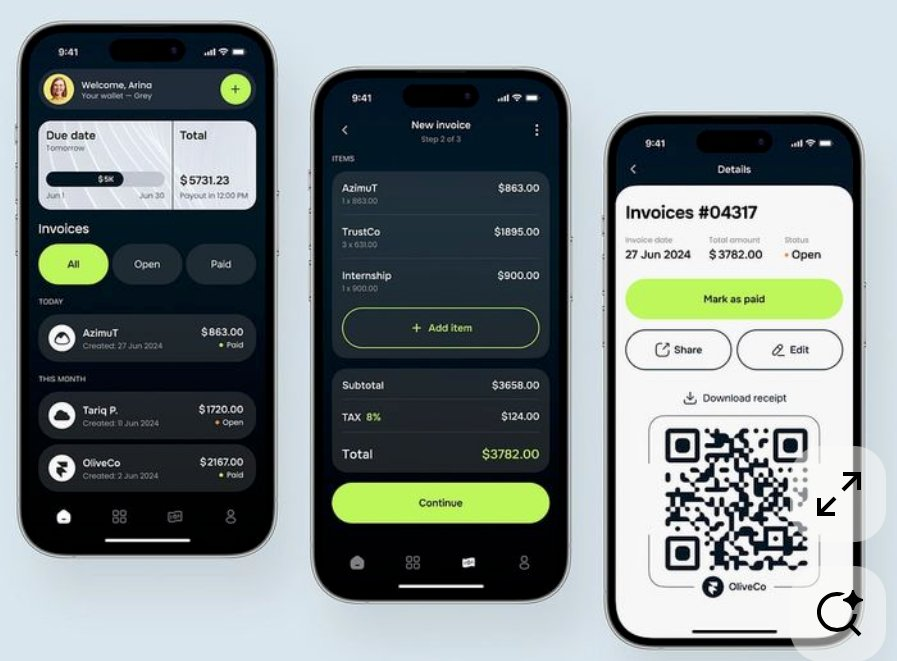 9:41
Welcome, Arina
Your wallet — Grey
+
Due date
Tomorrow
$5K
Jun 1 Jun 30
Total
$5731.23
Payout in 12:00 PM
Invoices
All Open Paid
TODAY
AzimuT $863.00
Created: 27 Jun 2024 • Paid
THIS MONTH
Tariq P. $1720.00
Created: 11 Jun 2024 • Open
OliveCo $2167.00
Created: 2 Jun 2024 • Paid
9:41
New invoice
Step 2 of 3
ITEMS
AzimuT $863.00
1 x 863.00
TrustCo $1895.00
3 x 631.00
Internship $900.00
1 x 900.00
+ Add item
Subtotal $3658.00
TAX 8% $124.00
Total $3782.00
Continue
9:41
Details
Invoices #04317
Invoice date Total amount Status
27 Jun 2024 $3782.00 • Open
Mark as paid
Share Edit
Download receipt
OliveCo